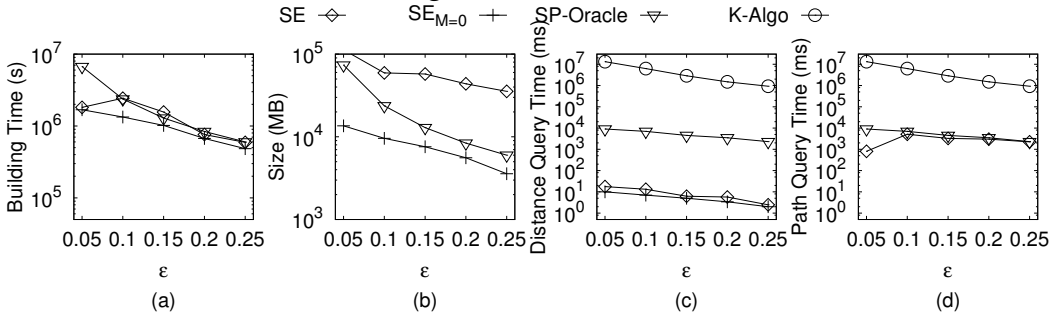 SE SE_{M=0} SP-Oracle K-Algo
Building Time (s)
10^7
10^6
10^5
0.05 0.1 0.15 0.2 0.25
ε
(a)
Size (MB)
10^5
10^4
10^3
0.05 0.1 0.15 0.2 0.25
ε
(b)
Distance Query Time (ms)
10^7
10^6
10^5
10^4
10^3
10^2
10^1
10^0
0.05 0.1 0.15 0.2 0.25
ε
(c)
Path Query Time (ms)
10^7
10^6
10^5
10^4
10^3
10^2
10^1
10^0
0.05 0.1 0.15 0.2 0.25
ε
(d)